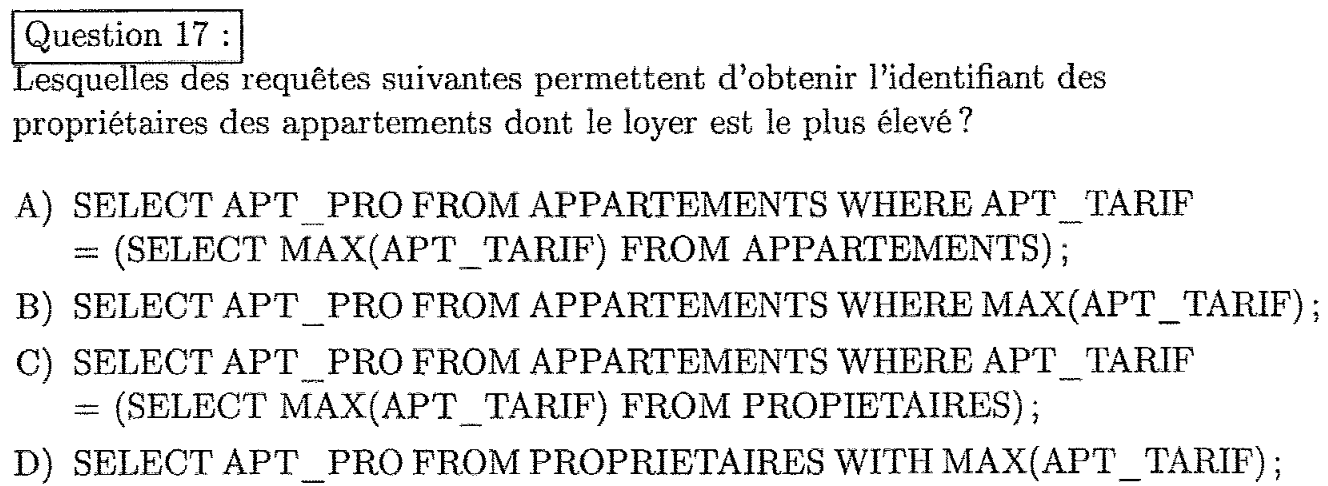 Question 17 :
Lesquelles des requêtes suivantes permettent d'obtenir l'identifiant des
propriétaires des appartements dont le loyer est le plus élevé ?
A) SELECT APT_PRO FROM APPARTEMENTS WHERE APT_TARIF
= (SELECT MAX(APT_TARIF) FROM APPARTEMENTS) ;
B) SELECT APT_PRO FROM APPARTEMENTS WHERE MAX(APT_TARIF) ;
C) SELECT APT_PRO FROM APPARTEMENTS WHERE APT_TARIF
= (SELECT MAX(APT_TARIF) FROM PROPIETAIRES) ;
D) SELECT APT_PRO FROM PROPRIETAIRES WITH MAX(APT_TARIF) ;